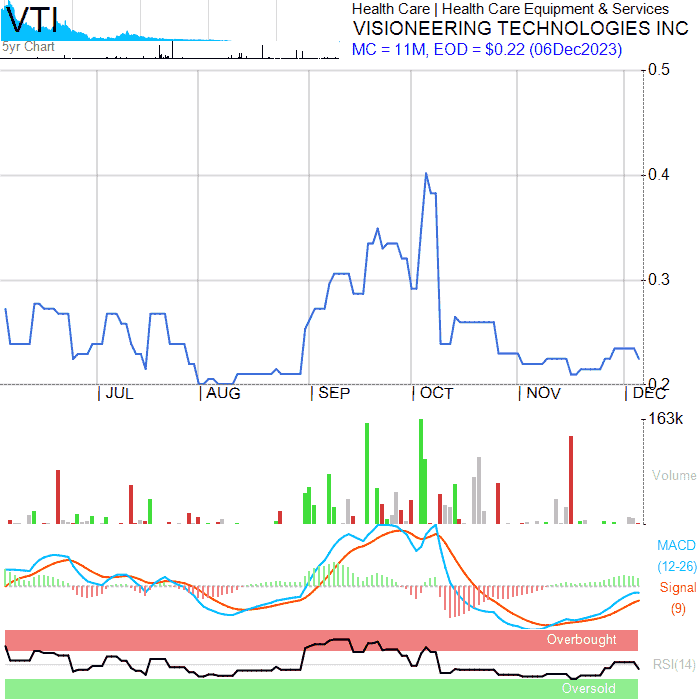 VTI
5yr Chart
Health Care | Health Care Equipment & Services
VISIONEERING TECHNOLOGIES INC
MC = 11M, EOD = $0.22 (06Dec2023)
0.5
0.4
0.3
0.2
| JUL | AUG | SEP | OCT | NOV | DEC
163k
Volume
MACD
(12-26)
Signal
(9)
Overbought
RSI(14)
Oversold